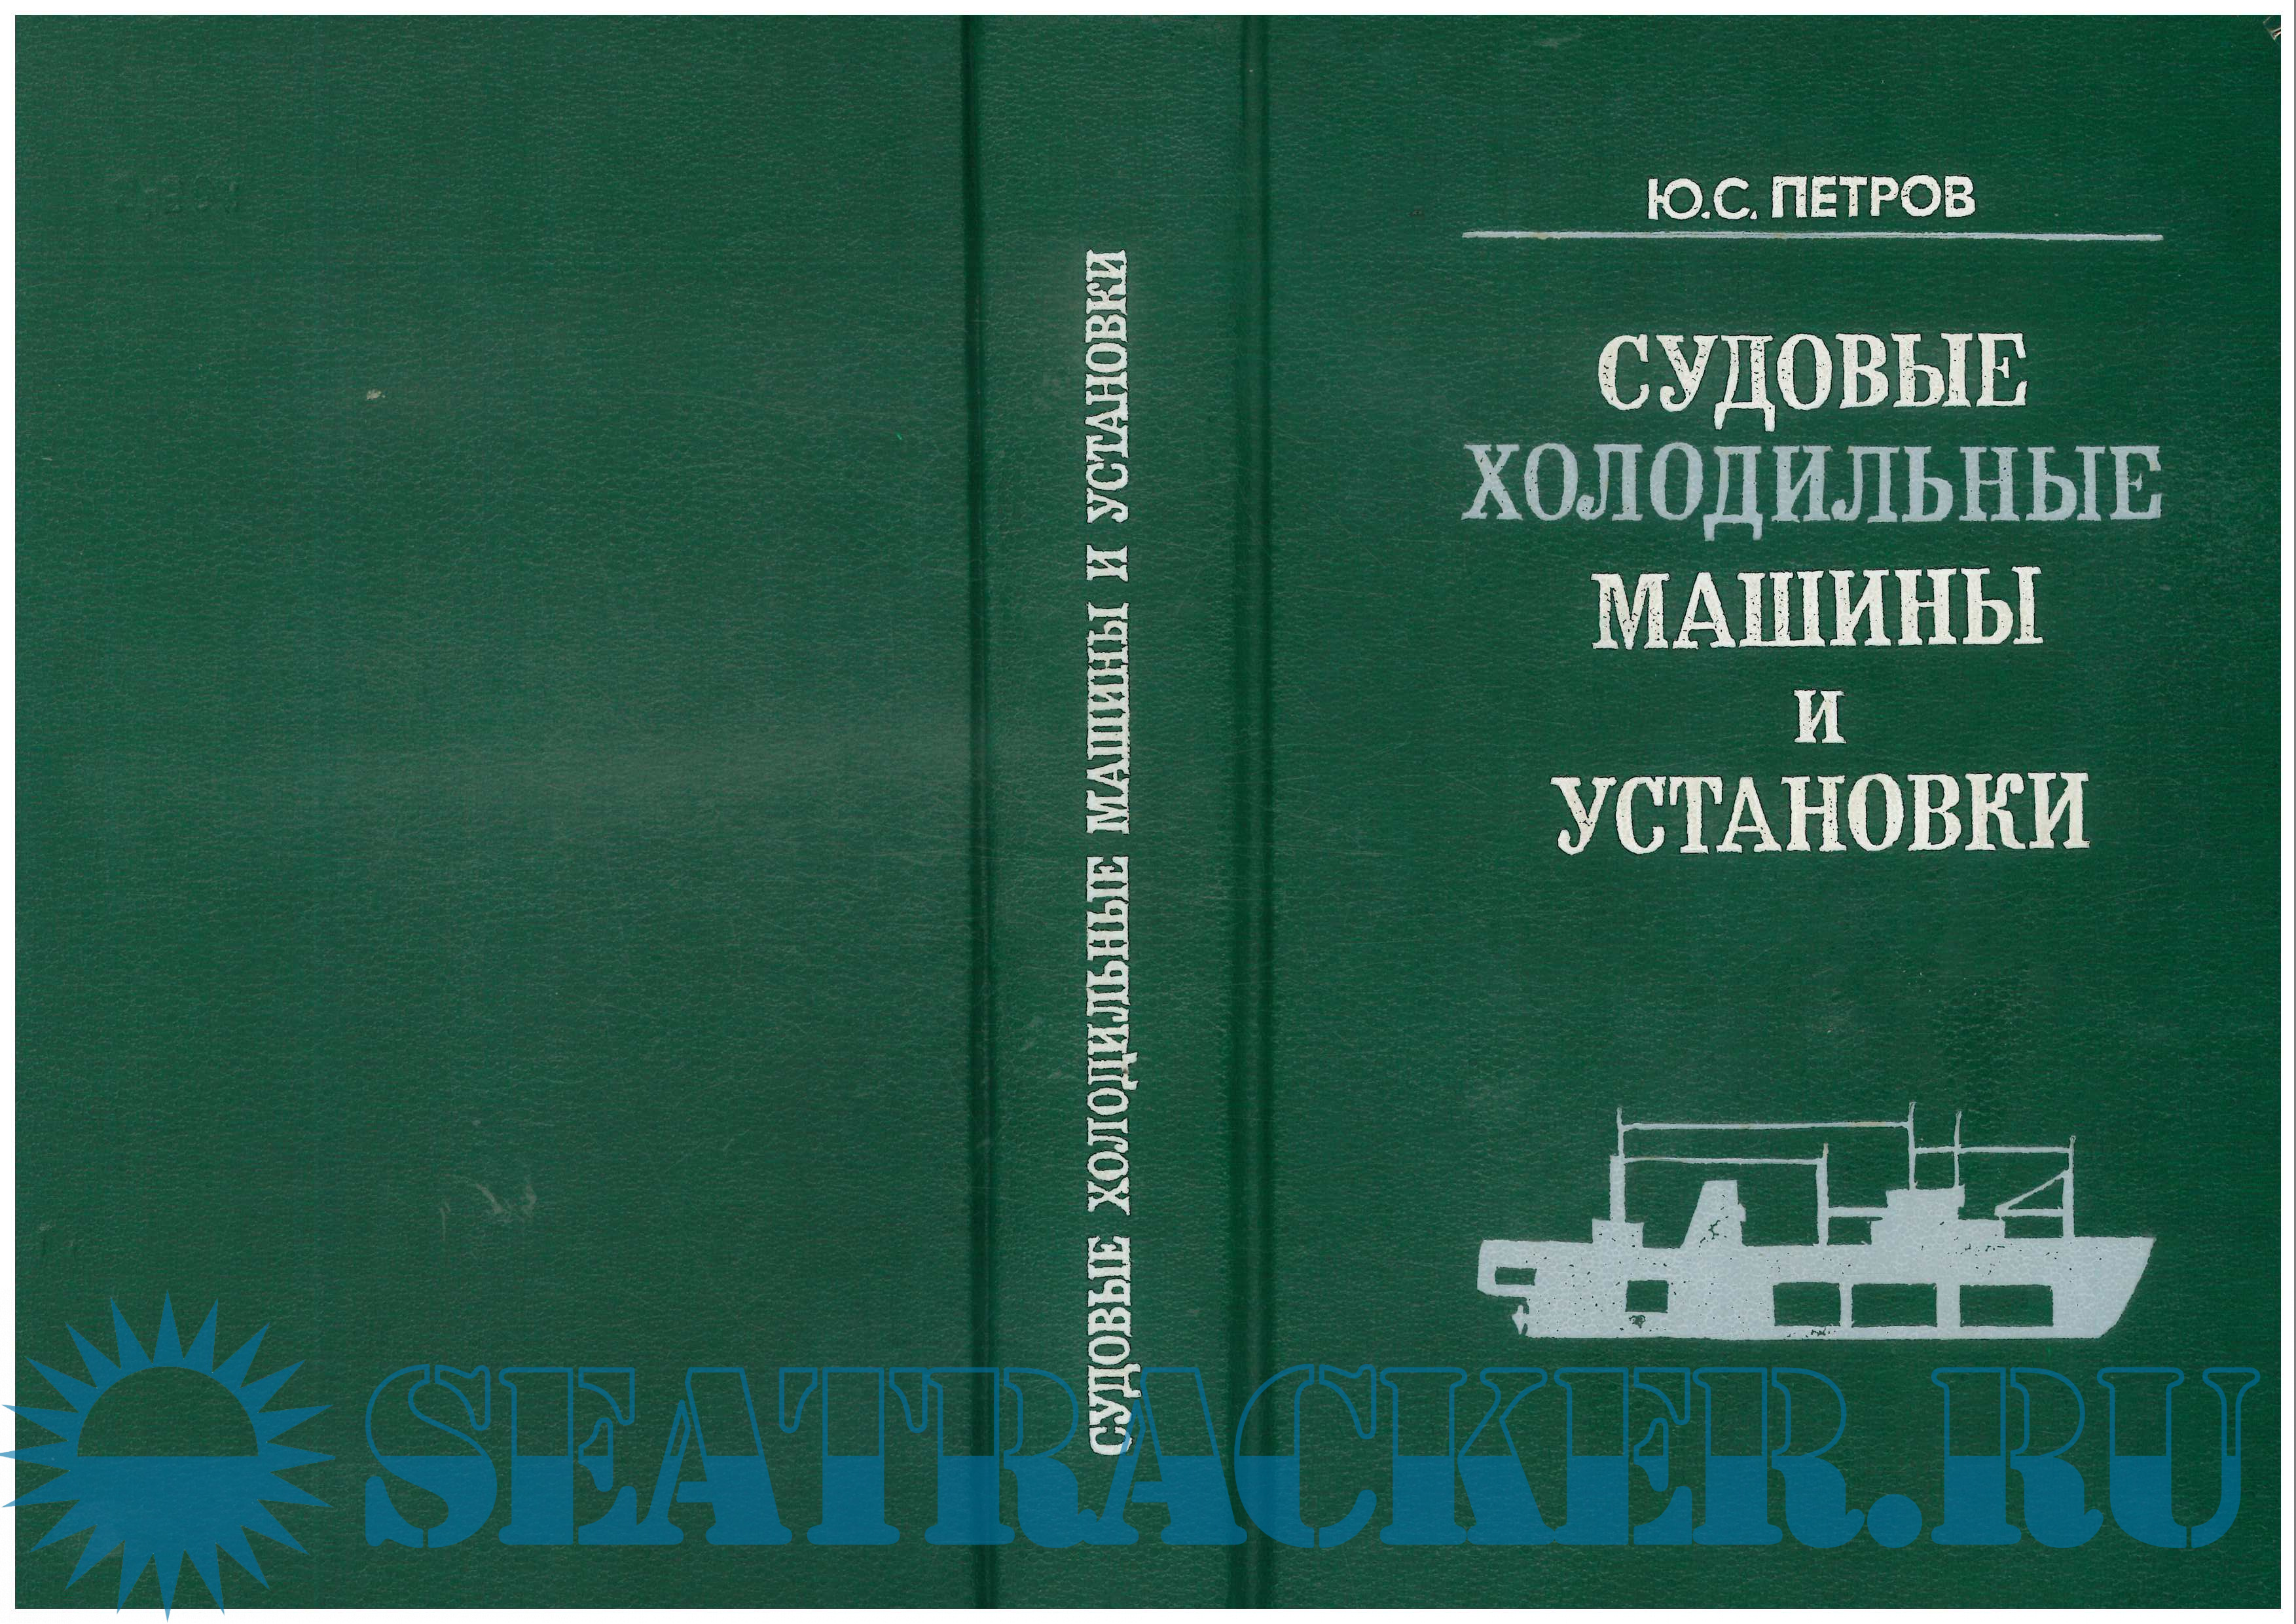 СУДОВЫЕ ХОЛОДИЛЬНЫЕ МАШИНЫ И УСТАНОВКИ
Ю.С. ПЕТРОВ
СУДОВЫЕ
ХОЛОДИЛЬНЫЕ
МАШИНЫ
И
УСТАНОВКИ
SEATRACKER.RU